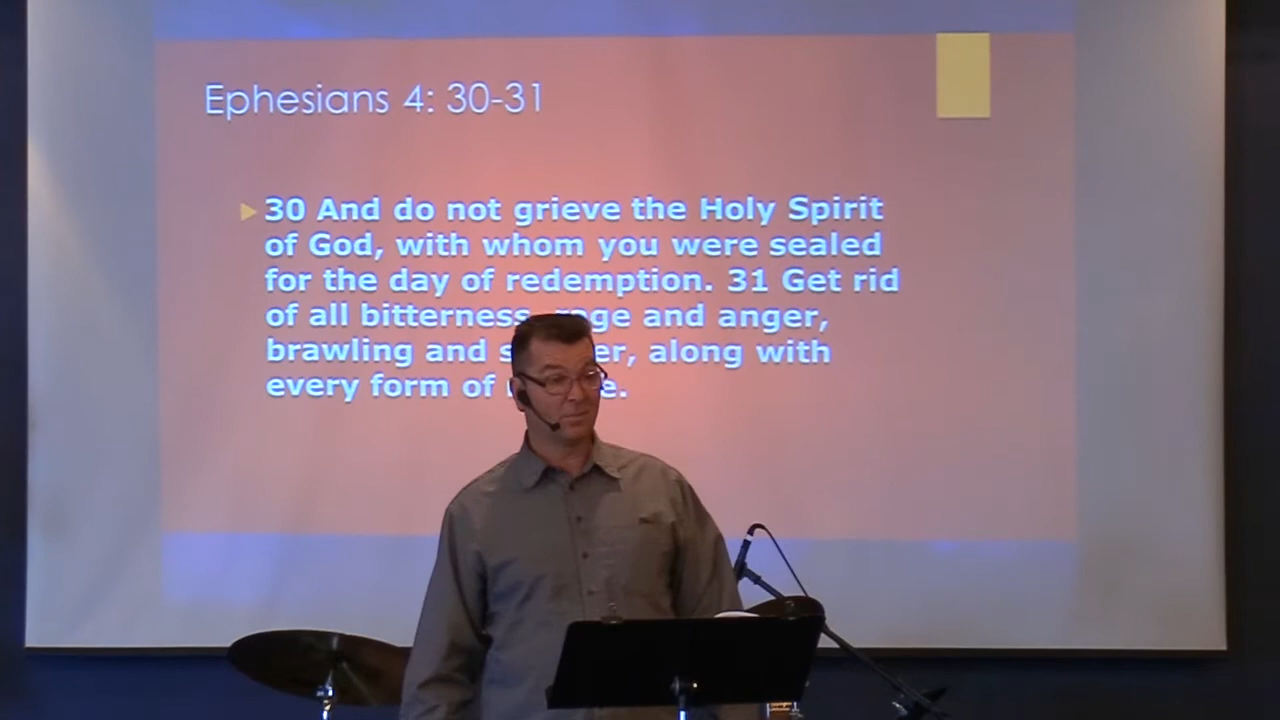 Ephesians 4: 30-31
30 And do not grieve the Holy Spirit
of God, with whom you were sealed
for the day of redemption. 31 Get rid
of all bitterness, rage and anger,
brawling and along with
every form of